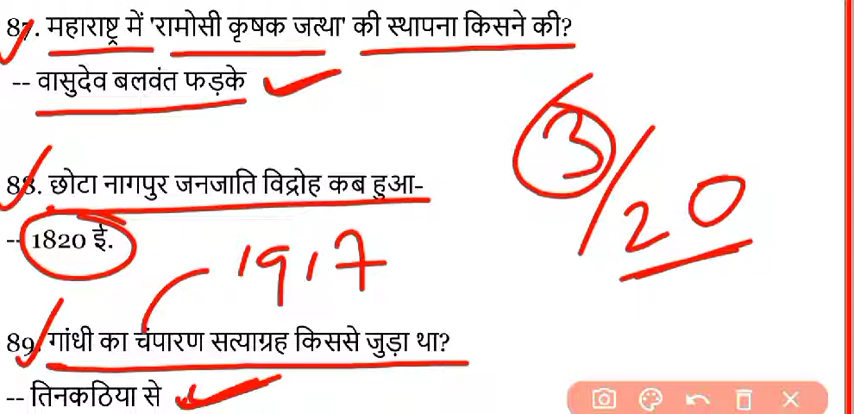 87. महाराष्ट्र में 'रामोसी कृषक जत्था' की स्थापना किसने की?
-- वासुदेव बलवंत फड़के
3/20
88. छोटा नागपुर जनजाति विद्रोह कब हुआ-
-- 1820 ई.
1917
89. गांधी का चंपारण सत्याग्रह किससे जुड़ा था?
-- तिनकठिया से